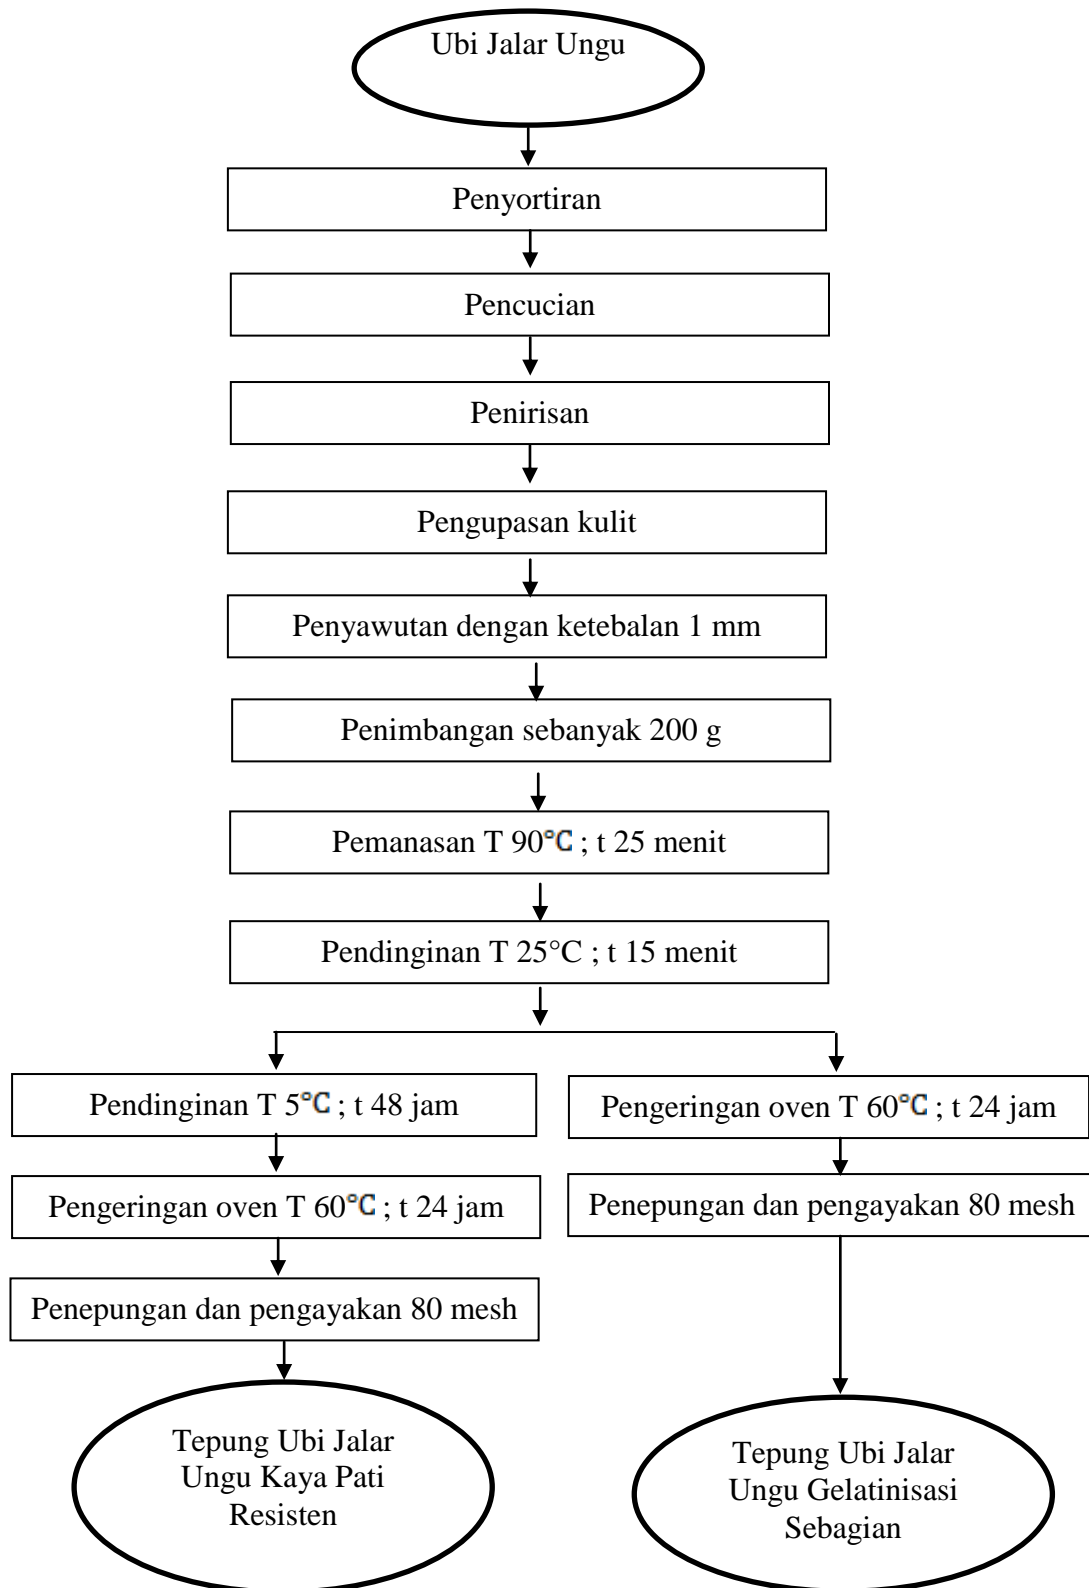 Ubi Jalar Ungu
Penyortiran
Pencucian
Penirisan
Pengupasan kulit
Penyawutan dengan ketebalan 1 mm
Penimbangan sebanyak 200 g
Pemanasan T 90°C ; t 25 menit
Pendinginan T 25°C ; t 15 menit
Pendinginan T 5°C ; t 48 jam
Pengeringan oven T 60°C ; t 24 jam
Penepungan dan pengayakan 80 mesh
Tepung Ubi Jalar
Ungu Kaya Pati
Resisten
Pengeringan oven T 60°C ; t 24 jam
Penepungan dan pengayakan 80 mesh
Tepung Ubi Jalar
Ungu Gelatinisasi
Sebagian